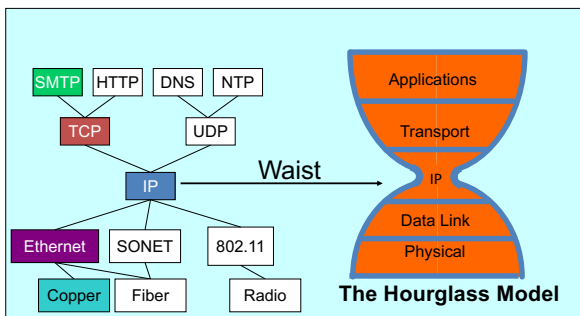 SMTP HTTP DNS NTP
TCP UDP
IP
Waist
Ethernet SONET 802.11
Copper Fiber Radio
Applications
Transport
IP
Data Link
Physical
The Hourglass Model